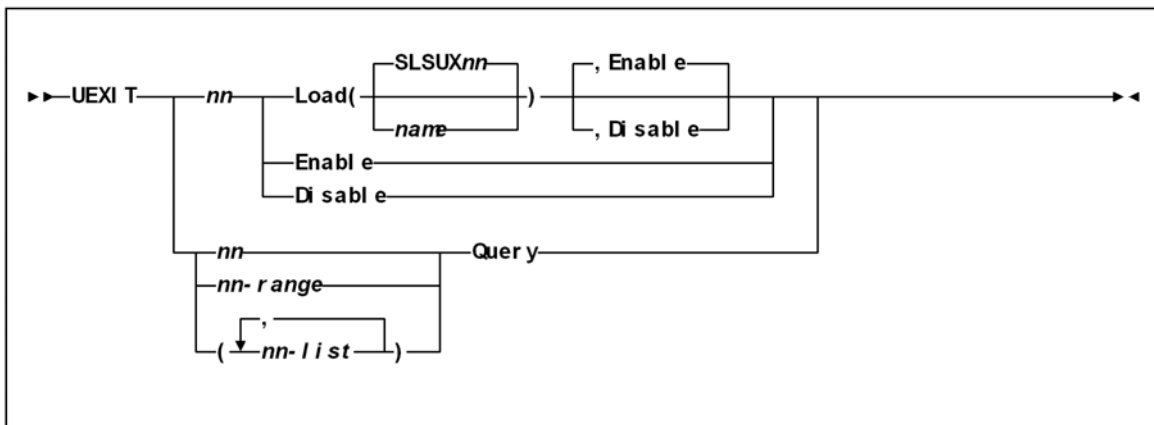 SLSUXnn , Enable
UEXIT nn Load( )
name , Disable
Enable
Disable
nn Query
nn-range
,
( nn-list )